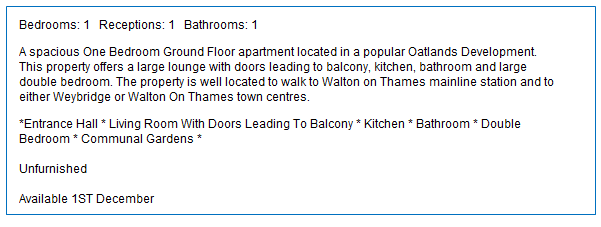 Bedrooms: 1 Receptions: 1 Bathrooms: 1
A spacious One Bedroom Ground Floor apartment located in a popular Oatlands Development.
This property offers a large lounge with doors leading to balcony, kitchen, bathroom and large
double bedroom. The property is well located to walk to Walton on Thames mainline station and to
either Weybridge or Walton On Thames town centres.
*Entrance Hall * Living Room With Doors Leading To Balcony * Kitchen * Bathroom * Double
Bedroom * Communal Gardens *
Unfurnished
Available 1ST December